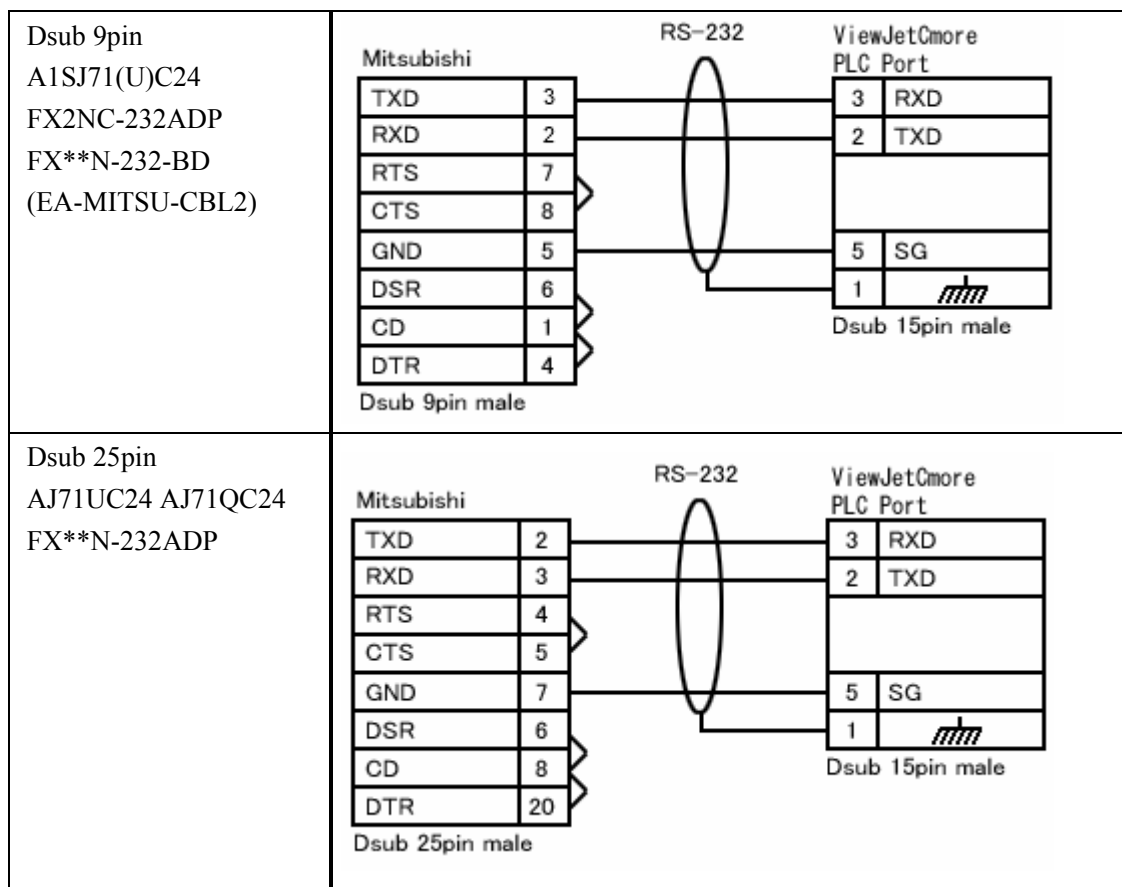 Dsub 9pin
A1SJ71(U)C24
FX2NC-232ADP
FX**N-232-BD
(EA-MITSU-CBL2)
RS-232
Mitsubishi
ViewJetCmore
PLC Port
TXD 3 3 RXD
RXD 2 2 TXD
RTS 7
CTS 8
GND 5 5 SG
DSR 6 1
CD 1
DTR 4
Dsub 15pin male
Dsub 9pin male
Dsub 25pin
AJ71UC24 AJ71QC24
FX**N-232ADP
RS-232
Mitsubishi
ViewJetCmore
PLC Port
TXD 2 3 RXD
RXD 3 2 TXD
RTS 4
CTS 5
GND 7 5 SG
DSR 6 1
CD 8
DTR 20
Dsub 15pin male
Dsub 25pin male